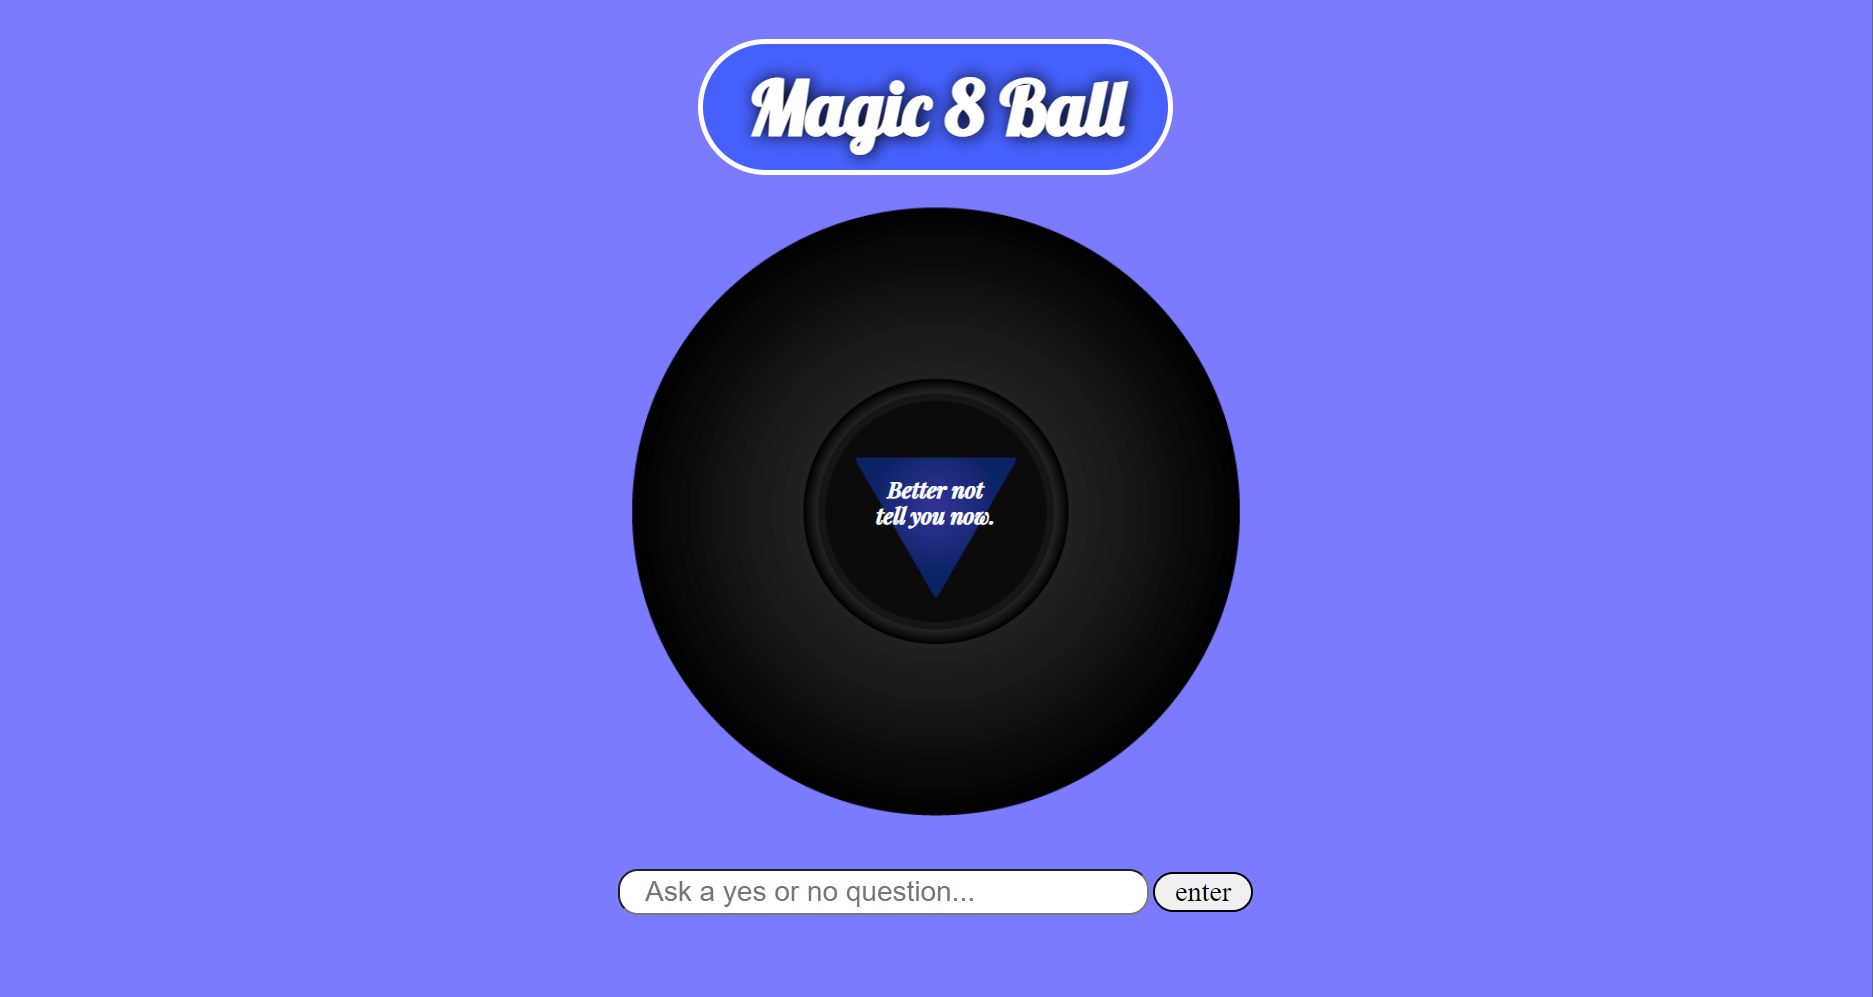 Magic 8 Ball
Better not
tell you now.
Ask a yes or no question...
enter